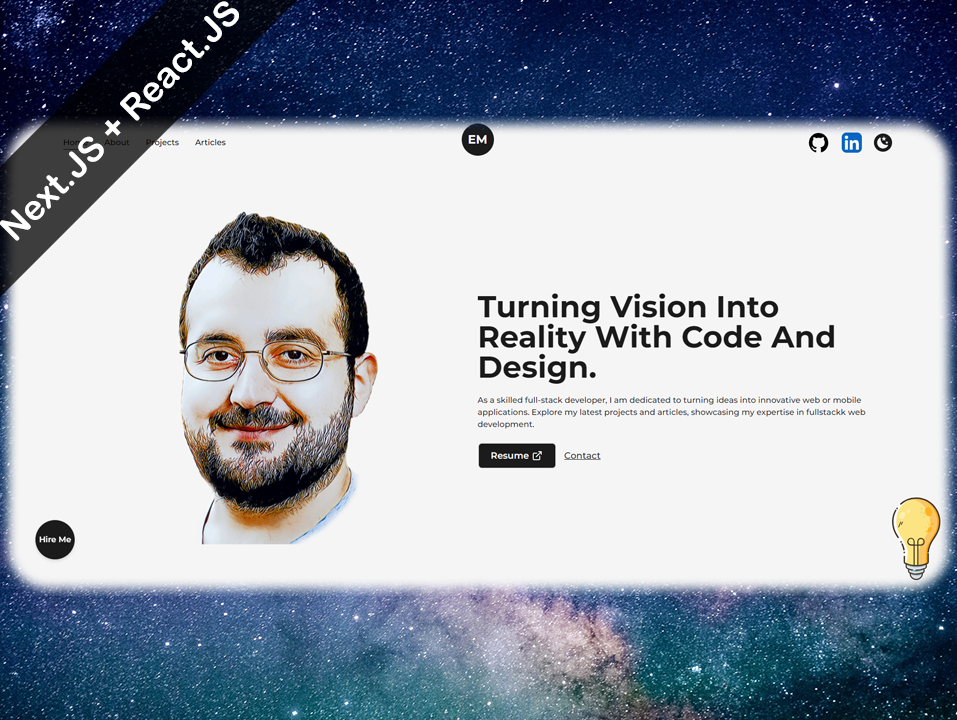 Next.JS + React.JS
Home About Projects Articles
EM
in
Turning Vision Into
Reality With Code And
Design.
As a skilled full-stack developer, I am dedicated to turning ideas into innovative web or mobile
applications. Explore my latest projects and articles, showcasing my expertise in fullstackk web
development.
Resume
Contact
Hire Me